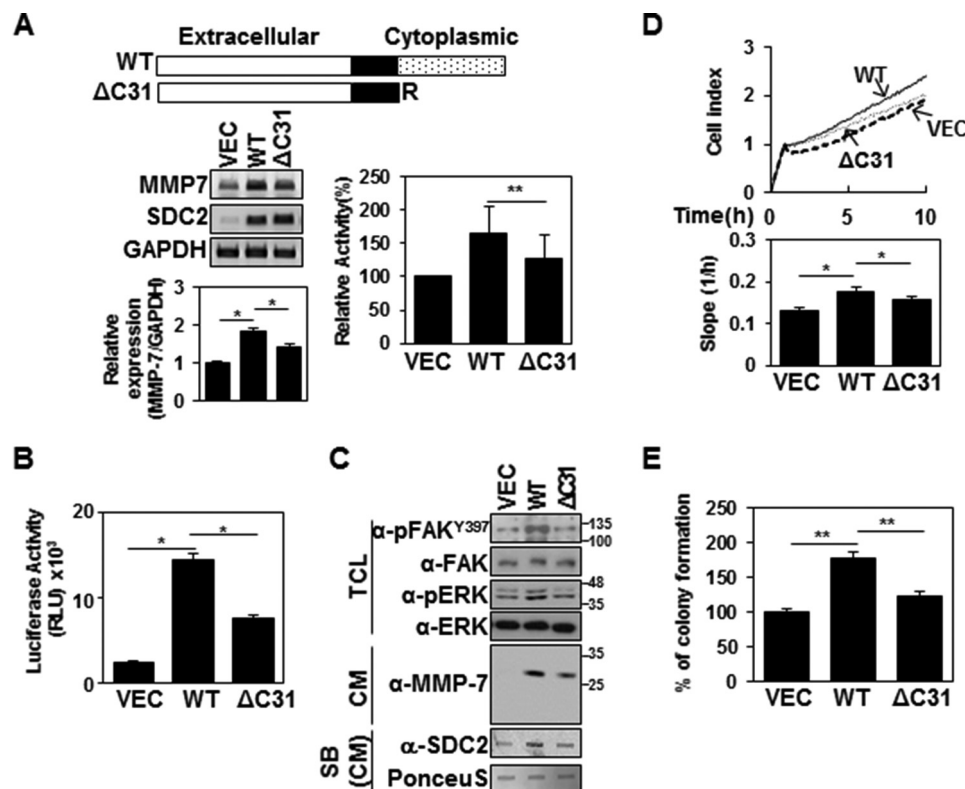 A
Extracellular Cytoplasmic
WT
ΔC31 R
VEC WT ΔC31
MMP7
SDC2
GAPDH
Relative expression (MMP-7/GAPDH)
3
2
1
0
* *
Relative Activity(%)
250
200
150
100
50
0
**
VEC WT ΔC31
B
Luciferase Activity (RLU) x10³
20
10
0
* *
VEC WT ΔC31
C
VEC WT ΔC31
TCL
α-pFAKʸ³⁹⁷ 135
100
α-FAK
α-pERK 48
35
α-ERK
CM
α-MMP-7 35
25
SB (CM)
α-SDC2
PonceuS
D
Cell index
3
2
1
0
WT
VEC
ΔC31
Time(h) 0 5 10
Slope (1/h)
0.3
0.2
0.1
0
* *
VEC WT ΔC31
E
% of colony formation
250
200
150
100
50
0
** **
VEC WT ΔC31